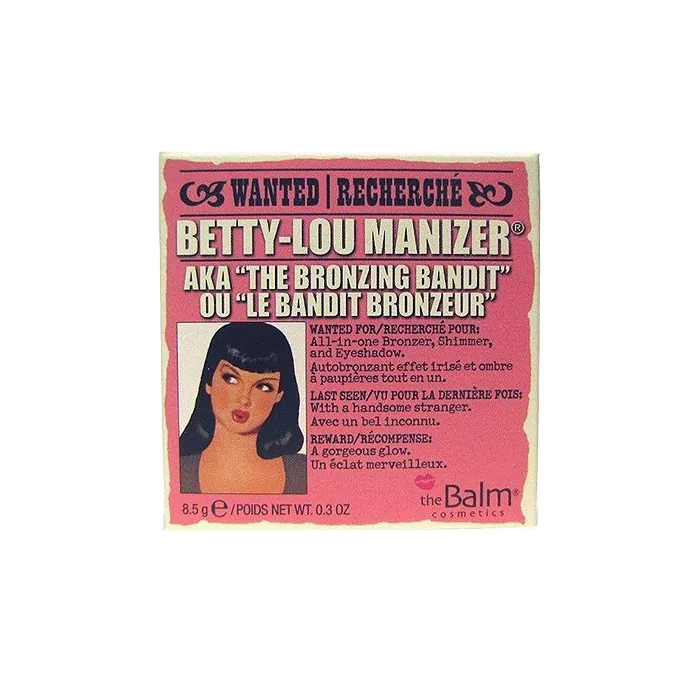 WANTED | RECHERCHÉ
BETTY-LOU MANIZER®
AKA "THE BRONZING BANDIT"
OU "LE BANDIT BRONZEUR"
WANTED FOR/RECHERCHÉ POUR:
All-in-one Bronzer, Shimmer,
and Eyeshadow.
Autobronzant effet irisé et ombre
à paupières tout en un.
LAST SEEN/VU POUR LA DERNIÈRE FOIS:
With a handsome stranger.
Avec un bel inconnu.
REWARD/RÉCOMPENSE:
A gorgeous glow.
Un éclat merveilleux.
the Balm®
cosmetics
8.5 g ℮/POIDS NET WT. 0.3 OZ